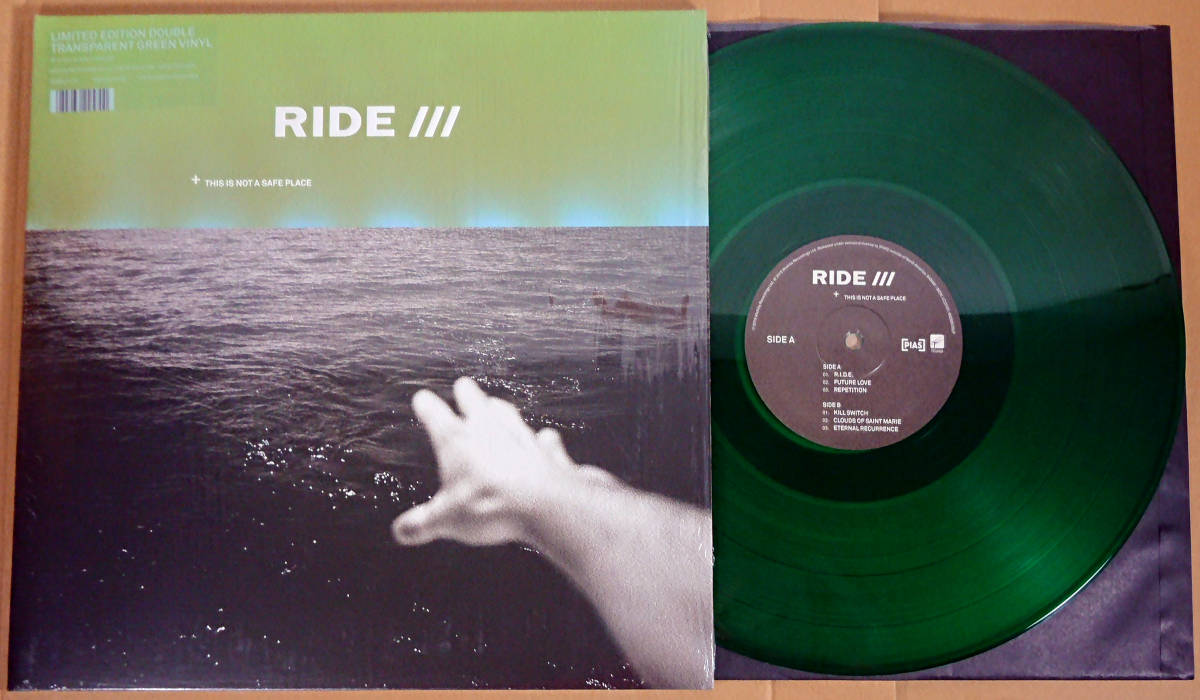 LIMITED EDITION DOUBLE
TRANSPARENT GREEN VINYL
RIDE ///
+ THIS IS NOT A SAFE PLACE
RIDE ///
+ THIS IS NOT A SAFE PLACE
SIDE A
[PIAS]
SIDE A
01. R.I.D.E.
02. FUTURE LOVE
03. REPETITION
SIDE B
01. KILL SWITCH
02. CLOUDS OF SAINT MARIE
03. ETERNAL RECURRENCE